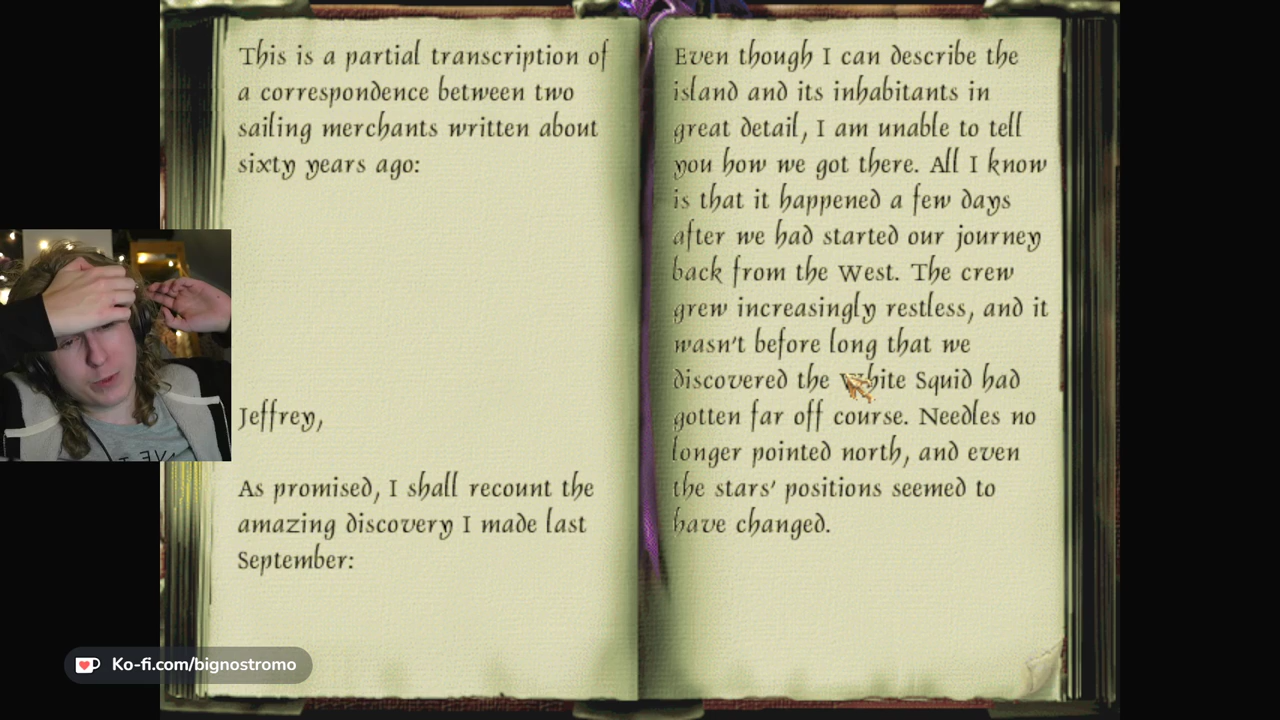 This is a partial transcription of
a correspondence between two
sailing merchants written about
sixty years ago:
Jeffrey,
As promised, I shall recount the
amazing discovery I made last
September:
Even though I can describe the
island and its inhabitants in
great detail, I am unable to tell
you how we got there. All I know
is that it happened a few days
after we had started our journey
back from the West. The crew
grew increasingly restless, and it
wasn't before long that we
discovered the White Squid had
gotten far off course. Needles no
longer pointed north, and even
the stars' positions seemed to
have changed.
Ko-fi.com/bignostromo